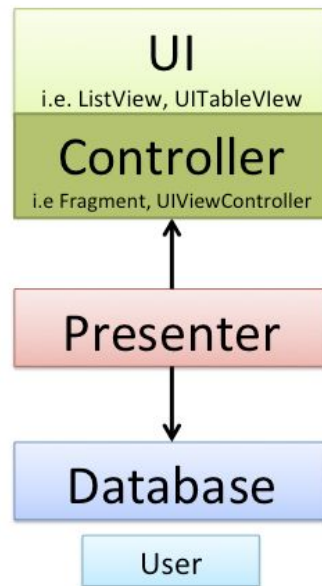 UI
i.e. ListView, UITableVIew
Controller
i.e Fragment, UIViewController
Presenter
Database
User